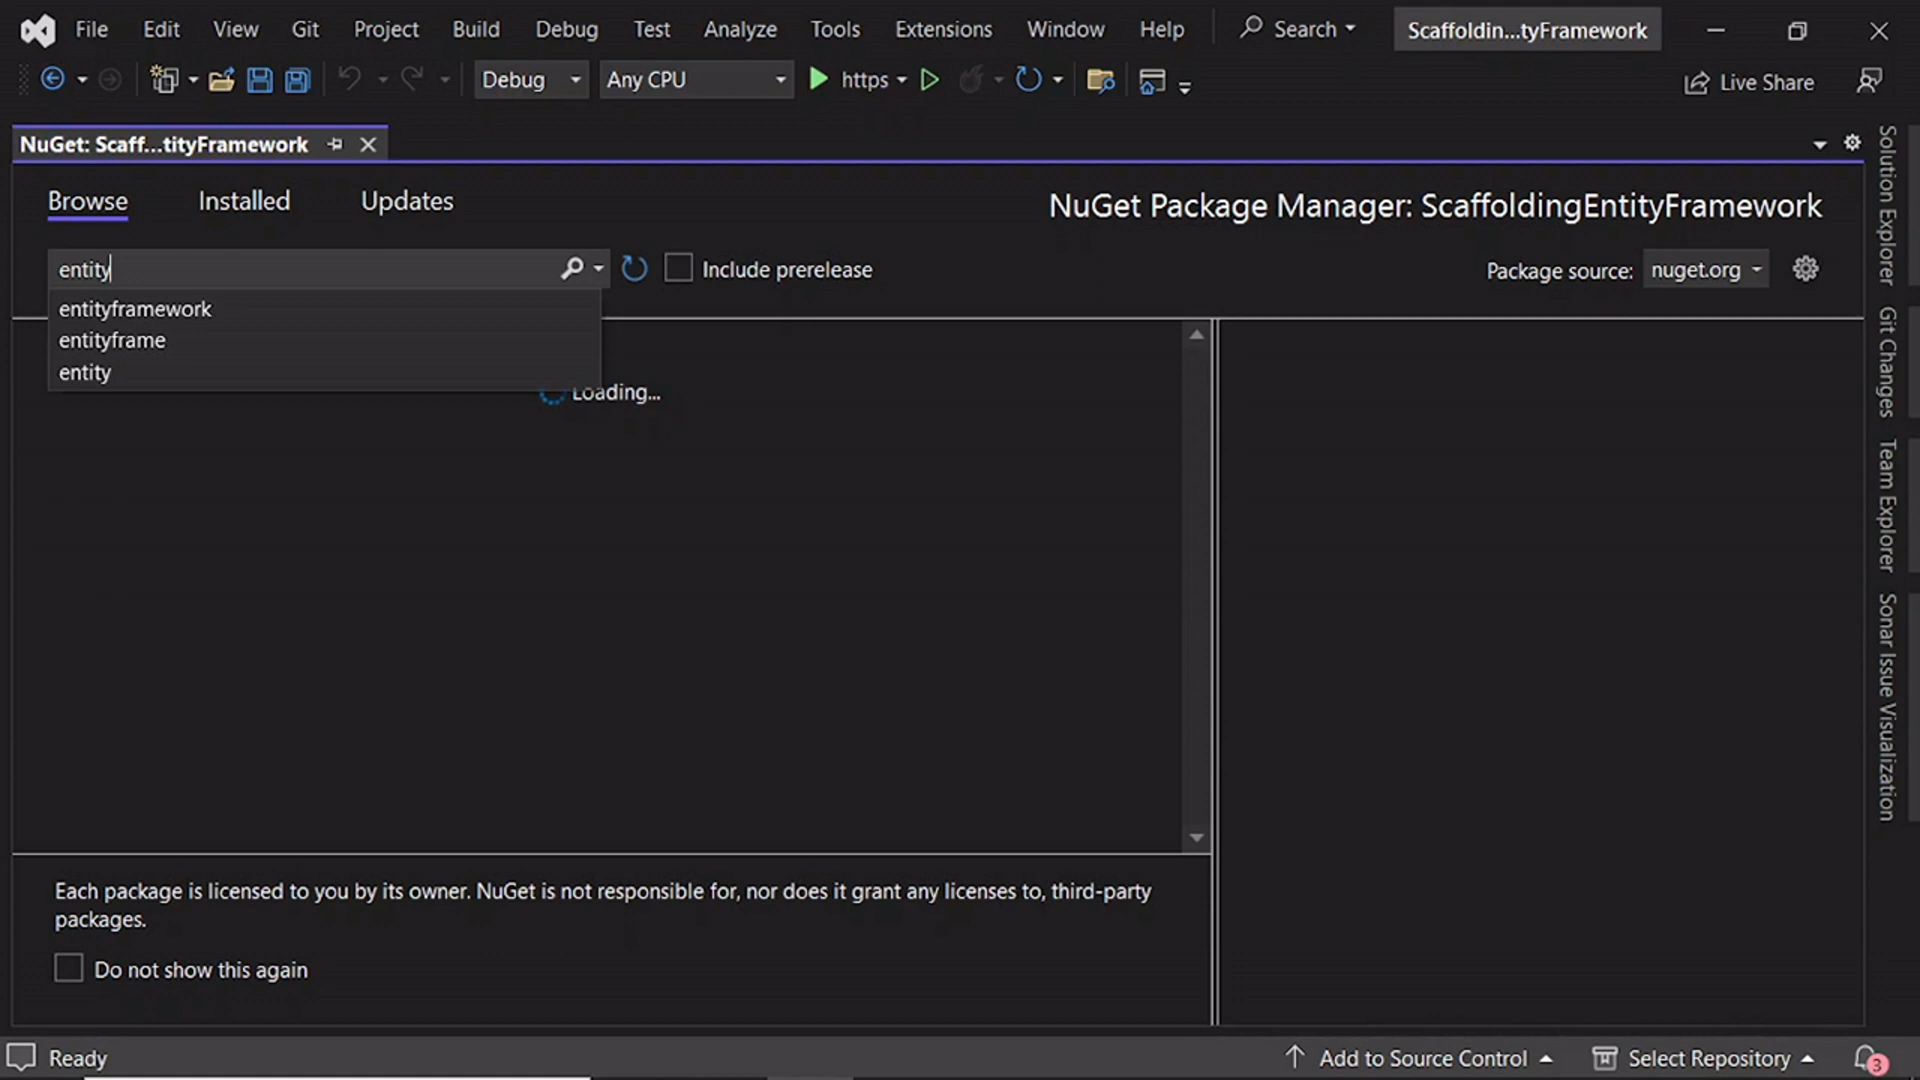 File Edit View Git Project Build Debug Test Analyze Tools Extensions Window Help Search Scaffoldin...tyFramework
Debug Any CPU https Live Share
NuGet: Scaff...tityFramework
Browse Installed Updates NuGet Package Manager: ScaffoldingEntityFramework
entity Include prerelease Package source: nuget.org
entityframework
entityframe
entity
Loading...
Each package is licensed to you by its owner. NuGet is not responsible for, nor does it grant any licenses to, third-party
packages.
Do not show this again
Solution Explorer
Git Changes
Team Explorer
Sonar Issue Visualization
Ready Add to Source Control Select Repository 3